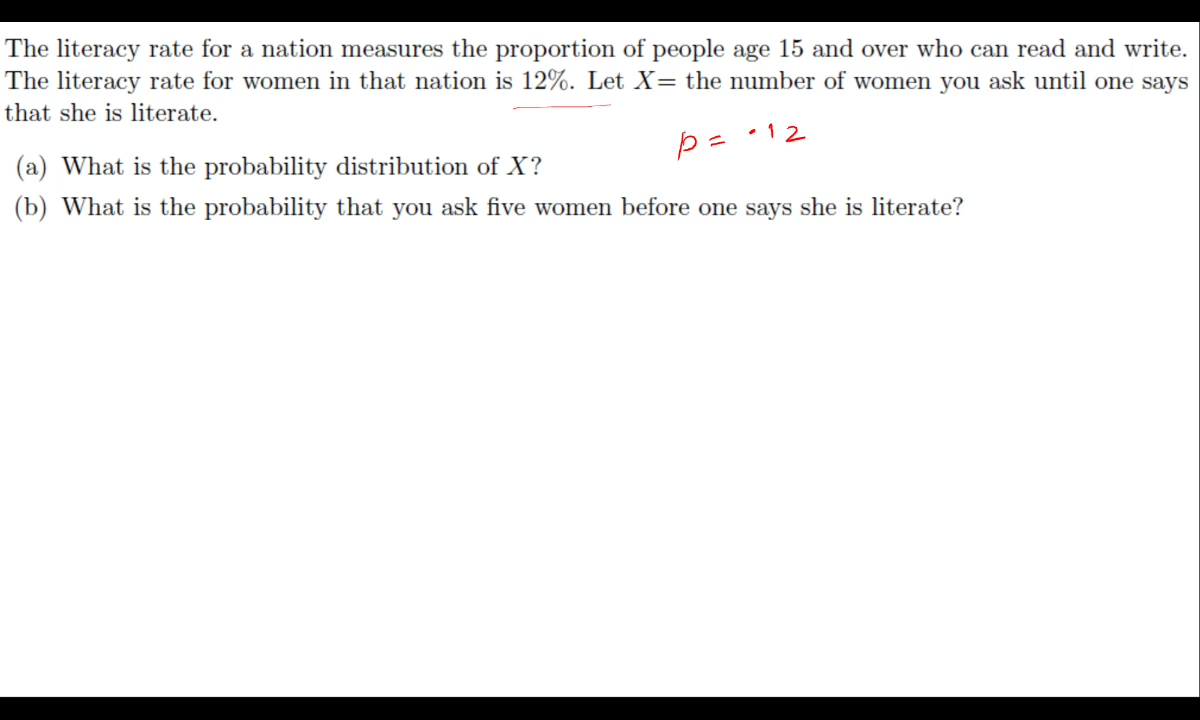 The literacy rate for a nation measures the proportion of people age 15 and over who can read and write.
The literacy rate for women in that nation is 12%. Let X= the number of women you ask until one says
that she is literate.
p = .12
(a) What is the probability distribution of X?
(b) What is the probability that you ask five women before one says she is literate?